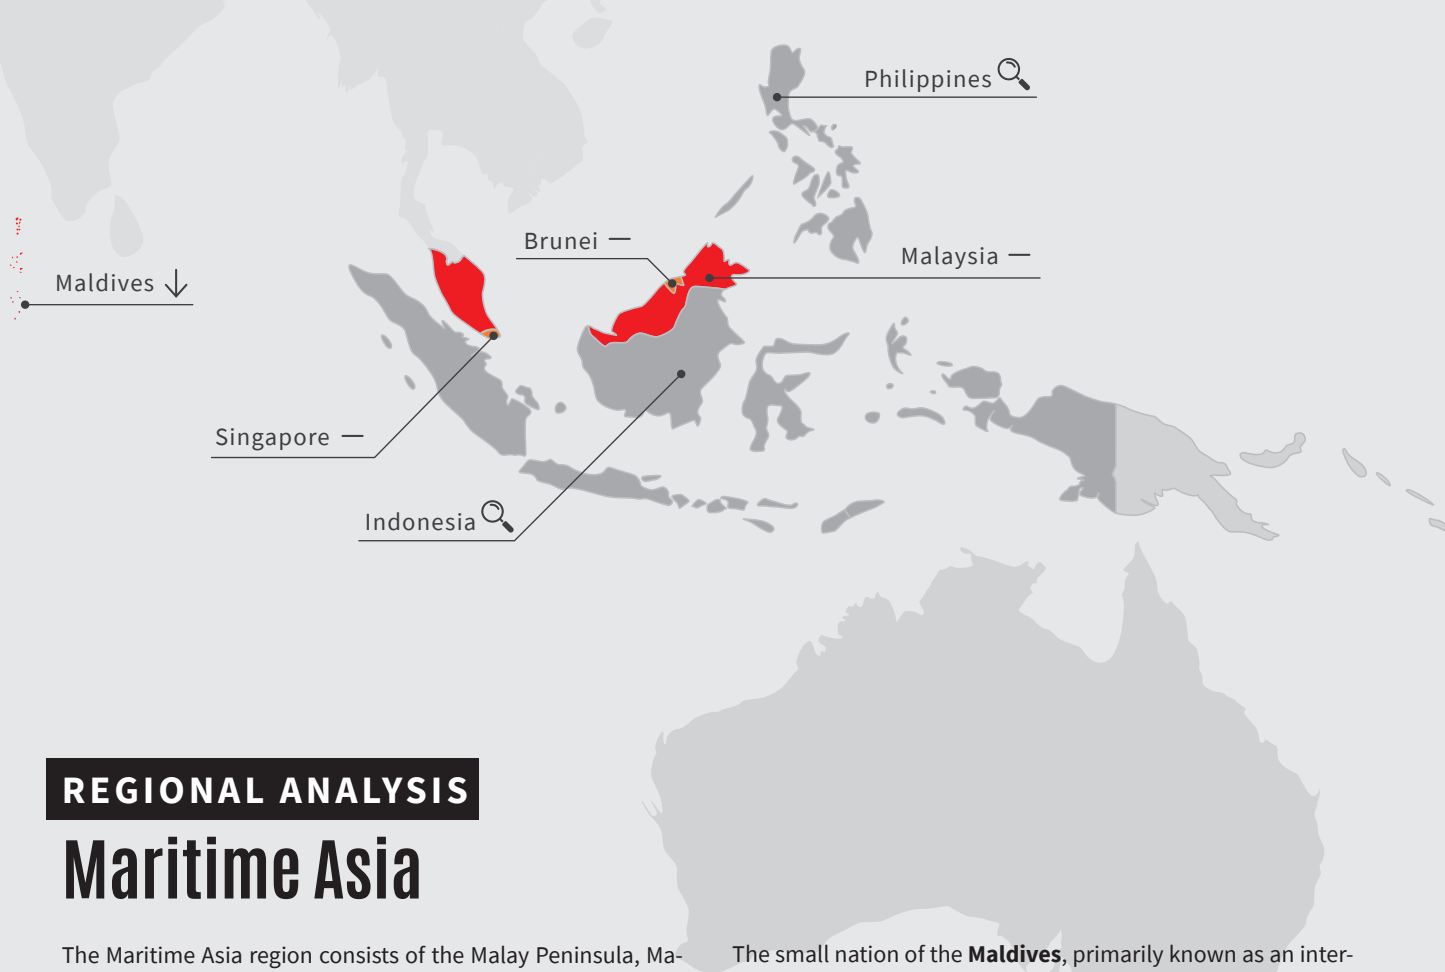 Philippines
Brunei —
Malaysia —
Maldives ↓
Singapore —
Indonesia
REGIONAL ANALYSIS
Maritime Asia
The Maritime Asia region consists of the Malay Peninsula, Ma-
The small nation of the Maldives, primarily known as an inter-